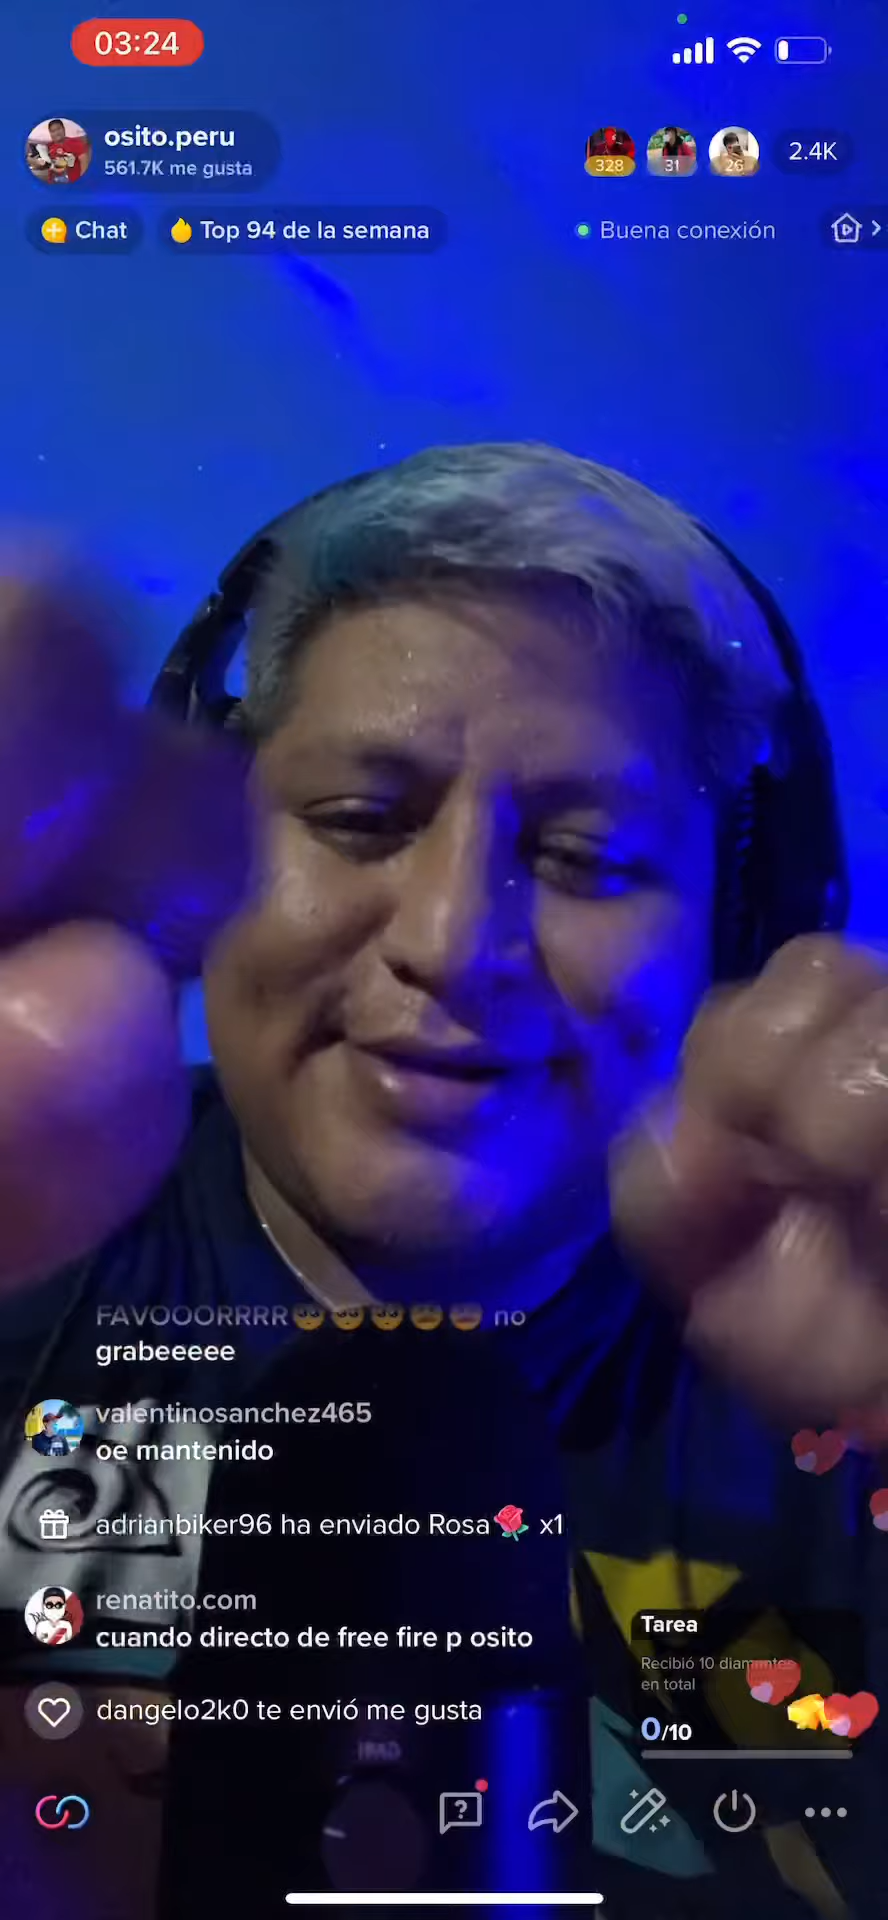 03:24
osito.peru
561.7K me gusta
328
31
26
2.4K
Chat
Top 94 de la semana
Buena conexión
FAVOOORRRR🥺🥺🥺😩😩 no
grabeeeee
valentinosanchez465
oe mantenido
adrianbiker96 ha enviado Rosa🌹 x1
renatito.com
cuando directo de free fire p osito
dangelo2k0 te envió me gusta
Tarea
Recibió 10 diamantes
en total
0/10